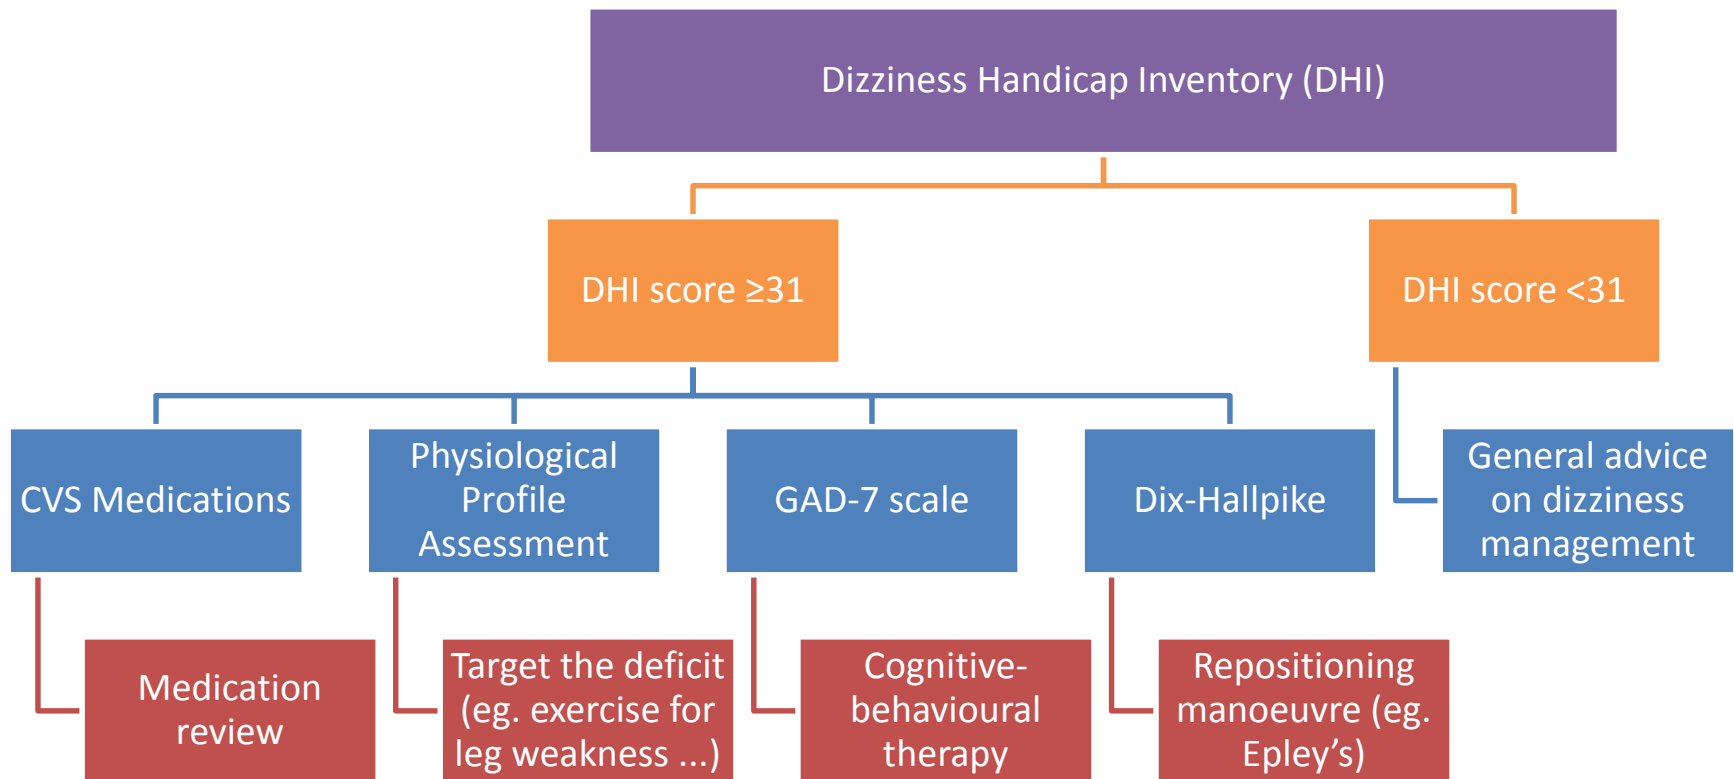 Dizziness Handicap Inventory (DHI)
DHI score ≥31
DHI score <31
CVS Medications
Physiological
Profile
Assessment
GAD-7 scale
Dix-Hallpike
General advice
on dizziness
management
Medication
review
Target the deficit
(eg. exercise for
leg weakness ...)
Cognitive-
behavioural
therapy
Repositioning
manoeuvre (eg.
Epley’s)